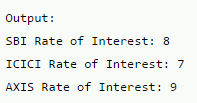 Output:
SBI Rate of Interest: 8
ICICI Rate of Interest: 7
AXIS Rate of Interest: 9